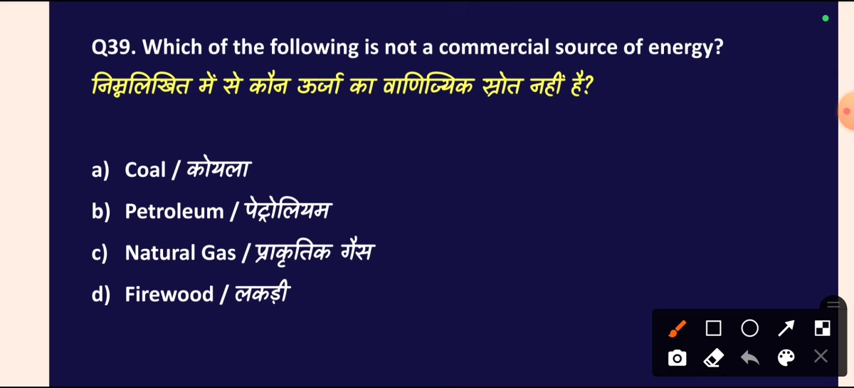 Q39. Which of the following is not a commercial source of energy?
निम्नलिखित में से कौन ऊर्जा का वाणिज्यिक स्रोत नहीं है?
a) Coal / कोयला
b) Petroleum / पेट्रोलियम
c) Natural Gas / प्राकृतिक गैस
d) Firewood / लकड़ी